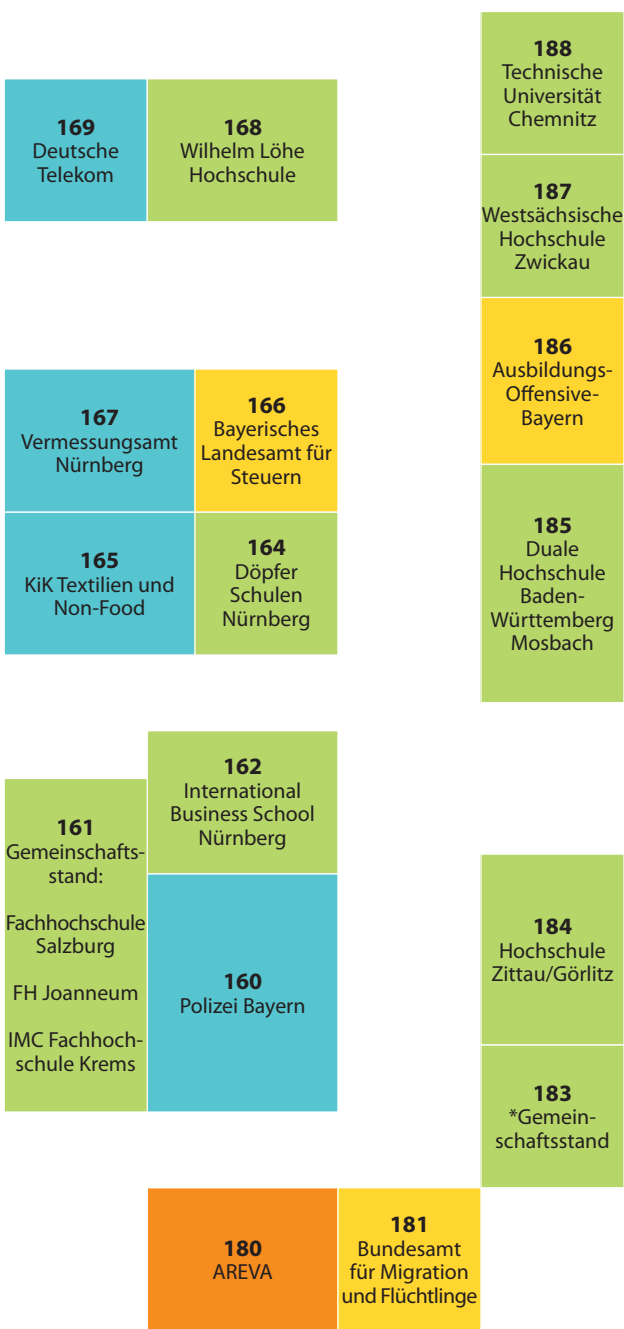 188
Technische
Universität
Chemnitz
169
Deutsche
Telekom
168
Wilhelm Löhe
Hochschule
187
Westsächsische
Hochschule
Zwickau
186
Ausbildungs-
Offensive-
Bayern
167
Vermessungsamt
Nürnberg
166
Bayerisches
Landesamt für
Steuern
185
Duale
Hochschule
Baden-
Württemberg
Mosbach
165
KiK Textilien und
Non-Food
164
Döpfer
Schulen
Nürnberg
162
International
Business School
Nürnberg
161
Gemeinschafts-
stand:
Fachhochschule
Salzburg
FH Joanneum
IMC Fachhoch-
schule Krems
160
Polizei Bayern
184
Hochschule
Zittau/Görlitz
183
*Gemein-
schaftsstand
180
AREVA
181
Bundesamt
für Migration
und Flüchtlinge